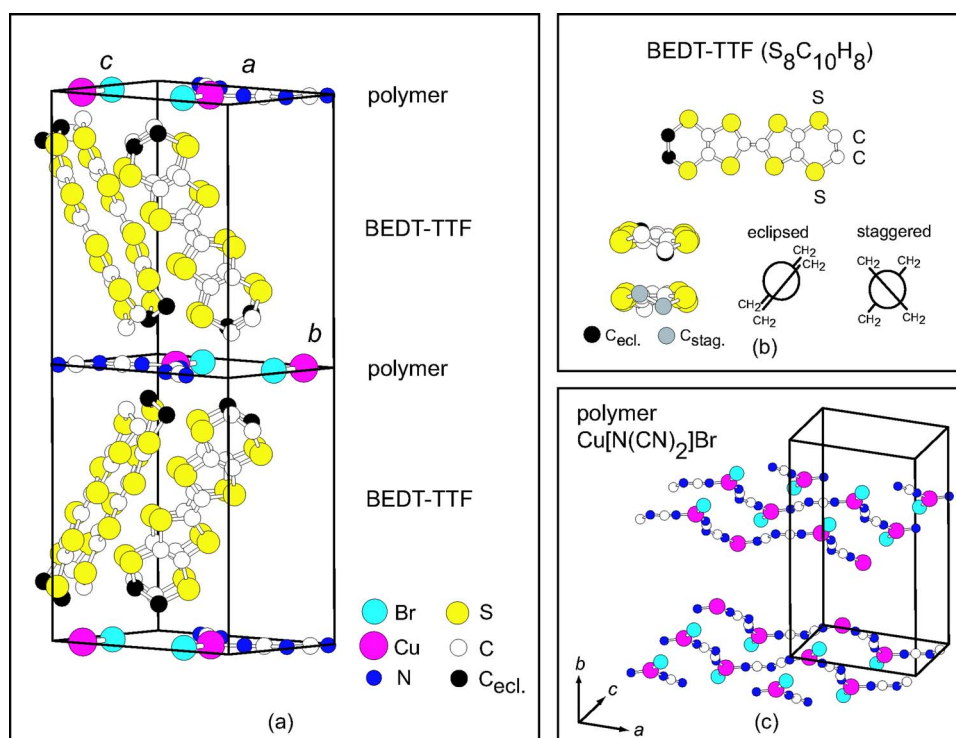 c
a
polymer
BEDT-TTF
b
polymer
BEDT-TTF
Br
S
Cu
C
N
Cecl.
(a)
BEDT-TTF (S8C10H8)
S
C
C
S
eclipsed
staggered
CH2
CH2
CH2
CH2
CH2 CH2
CH2 CH2
Cecl.
Cstag.
(b)
polymer
Cu[N(CN)2]Br
b
c
a
(c)